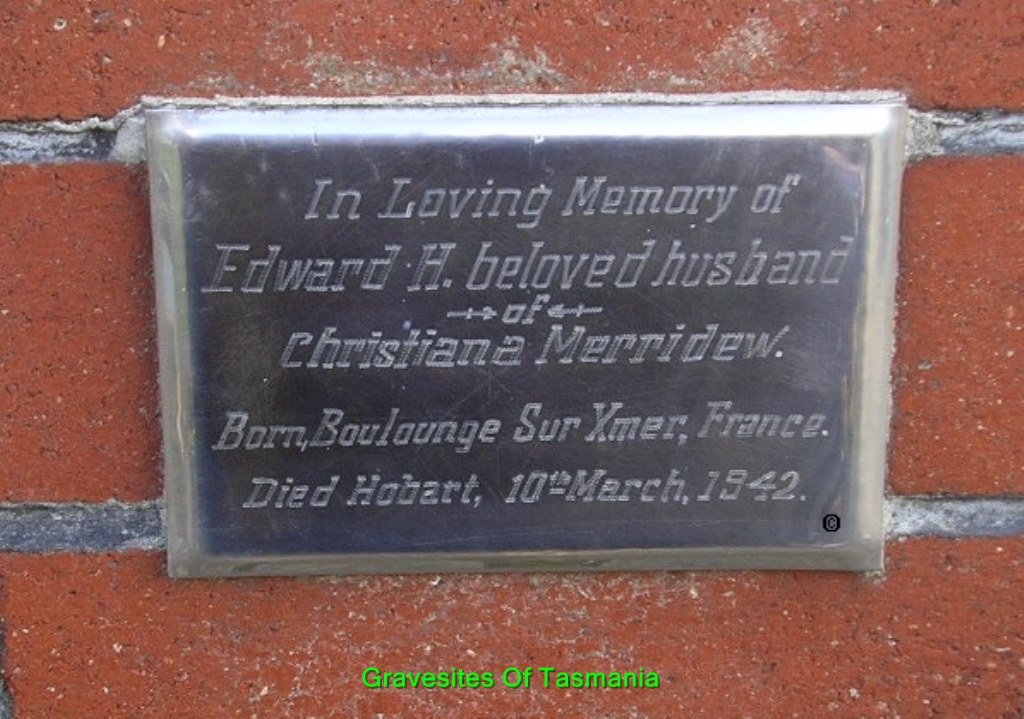 In Loving Memory of
Edward H. beloved husband
of
Christiana Merridew.
Born, Boulounge Sur Xmer, France.
Died Hobart, 10th March, 1942.
©
Gravesites Of Tasmania